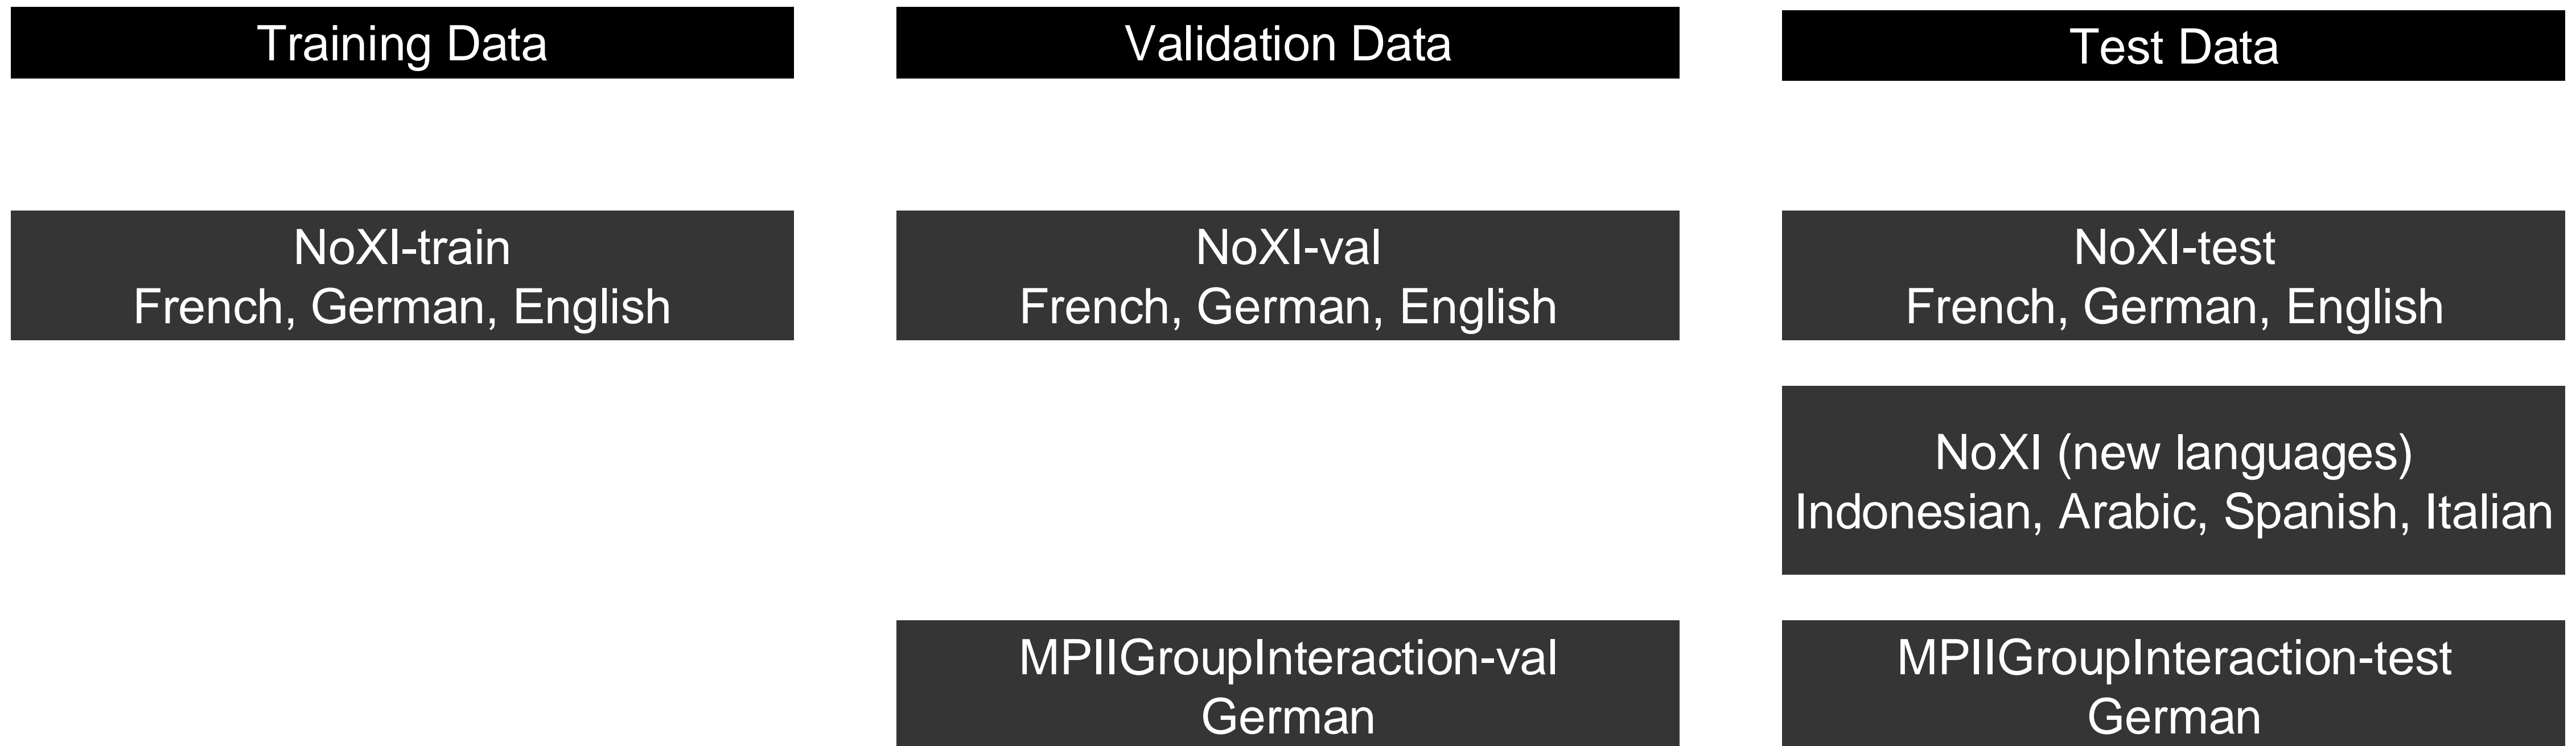 Training Data
Validation Data
Test Data
NoXI-train
French, German, English
NoXI-val
French, German, English
NoXI-test
French, German, English
NoXI (new languages)
Indonesian, Arabic, Spanish, Italian
MPIIGroupInteraction-val
German
MPIIGroupInteraction-test
German